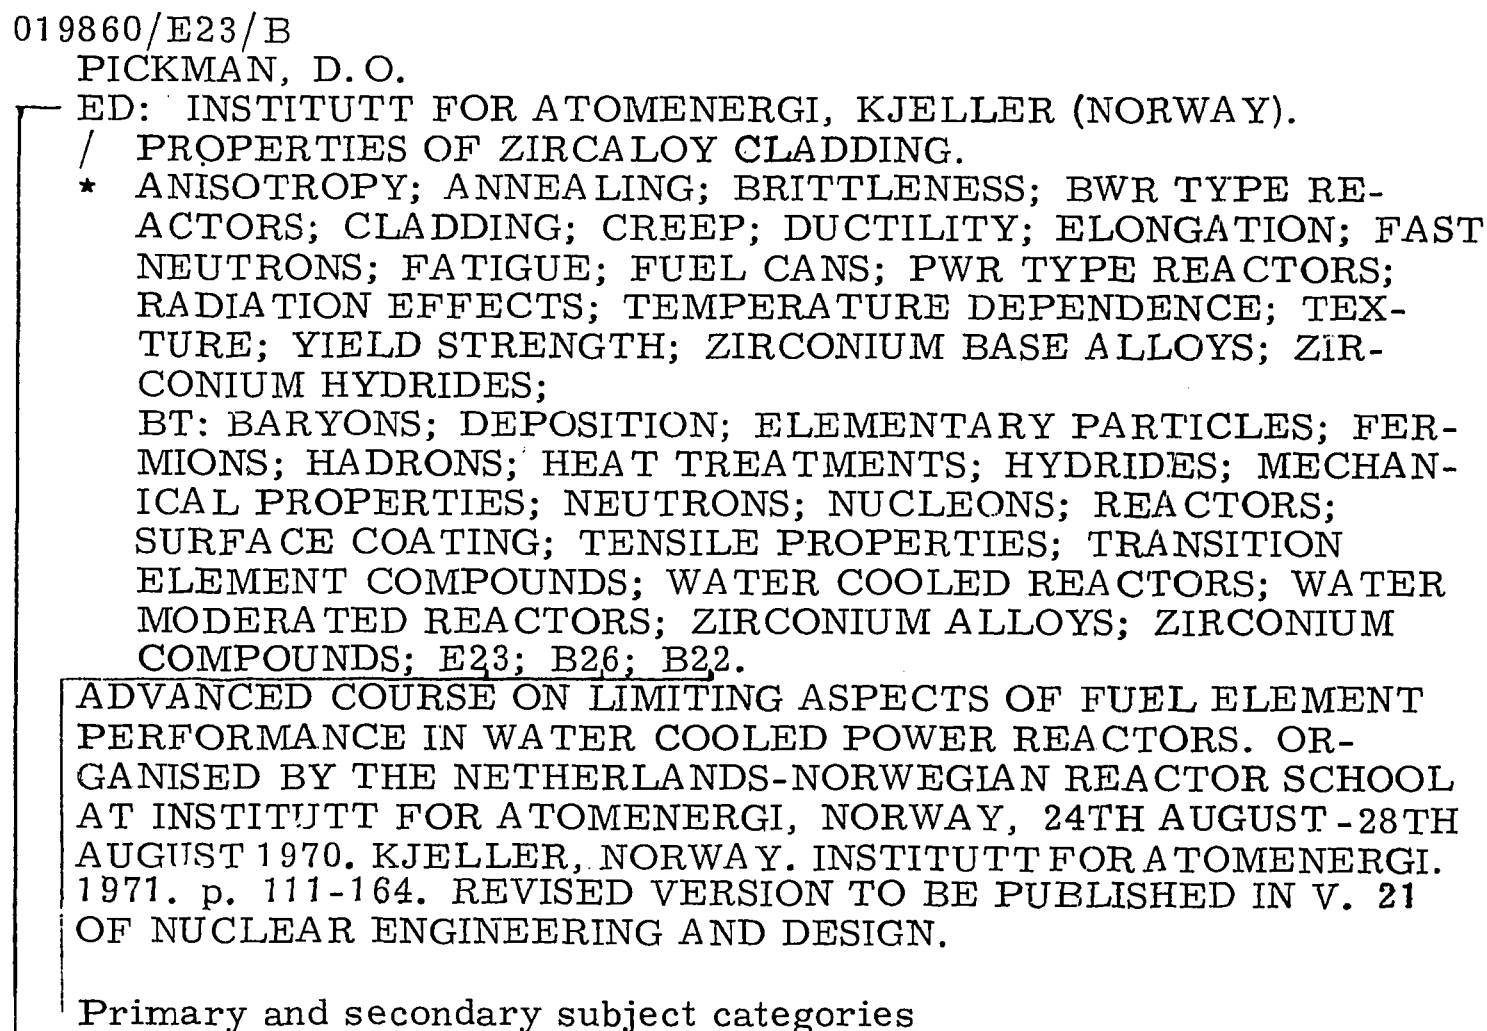 019860/E23/B
PICKMAN, D.O.
ED: INSTITUTT FOR ATOMENERGI, KJELLER (NORWAY).
/ PROPERTIES OF ZIRCALOY CLADDING.
* ANISOTROPY; ANNEALING; BRITTLENESS; BWR TYPE RE-
ACTORS; CLADDING; CREEP; DUCTILITY; ELONGATION; FAST
NEUTRONS; FATIGUE; FUEL CANS; PWR TYPE REACTORS;
RADIATION EFFECTS; TEMPERATURE DEPENDENCE; TEX-
TURE; YIELD STRENGTH; ZIRCONIUM BASE ALLOYS; ZIR-
CONIUM HYDRIDES;
BT: BARYONS; DEPOSITION; ELEMENTARY PARTICLES; FER-
MIONS; HADRONS; HEAT TREATMENTS; HYDRIDES; MECHAN-
ICAL PROPERTIES; NEUTRONS; NUCLEONS; REACTORS;
SURFACE COATING; TENSILE PROPERTIES; TRANSITION
ELEMENT COMPOUNDS; WATER COOLED REACTORS; WATER
MODERATED REACTORS; ZIRCONIUM ALLOYS; ZIRCONIUM
COMPOUNDS; E23; B26; B22.
ADVANCED COURSE ON LIMITING ASPECTS OF FUEL ELEMENT
PERFORMANCE IN WATER COOLED POWER REACTORS. OR-
GANISED BY THE NETHERLANDS-NORWEGIAN REACTOR SCHOOL
AT INSTITUTT FOR ATOMENERGI, NORWAY, 24TH AUGUST-28TH
AUGUST 1970. KJELLER, NORWAY. INSTITUTT FOR ATOMENERGI.
1971. p. 111-164. REVISED VERSION TO BE PUBLISHED IN V. 21
OF NUCLEAR ENGINEERING AND DESIGN.
Primary and secondary subject categories